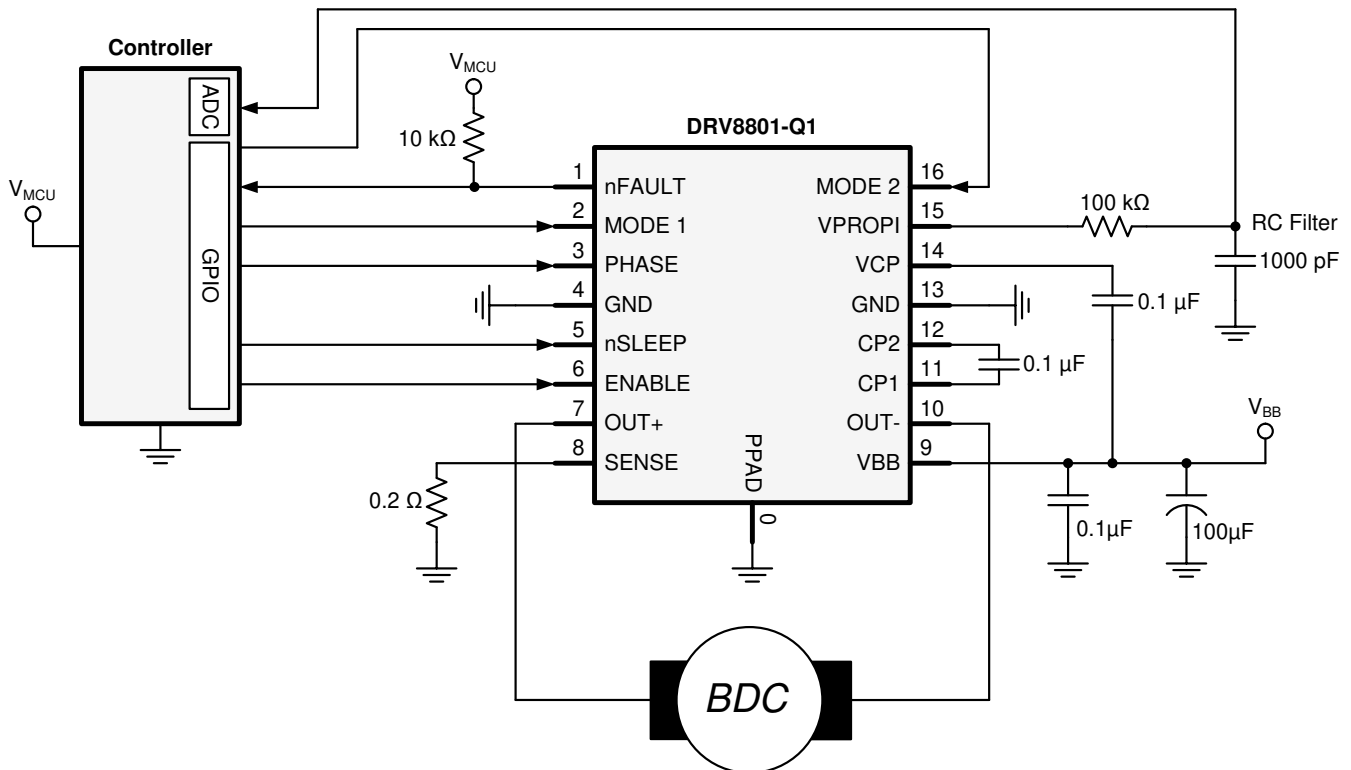 Controller
V_MCU
ADC
GPIO
V_MCU
10 kΩ
DRV8801-Q1
1 nFAULT
2 MODE 1
3 PHASE
4 GND
5 nSLEEP
6 ENABLE
7 OUT+
8 SENSE
0.2 Ω
PPAD
0
MODE 2 16
VPROPI 15
VCP 14
GND 13
CP2 12
CP1 11
OUT- 10
VBB 9
100 kΩ
RC Filter
1000 pF
0.1 µF
0.1 µF
V_BB
0.1µF
100µF
BDC